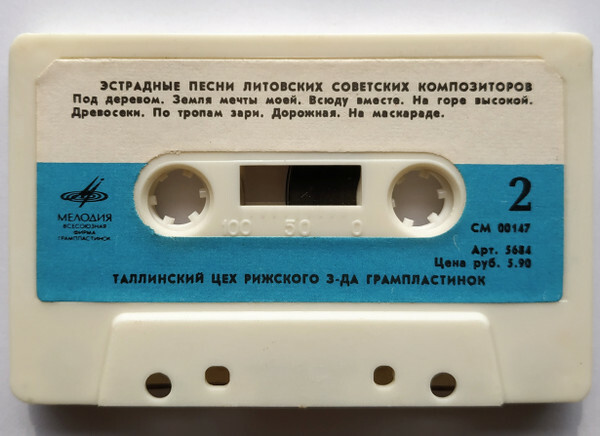 ЭСТРАДНЫЕ ПЕСНИ ЛИТОВСКИХ СОВЕТСКИХ КОМПОЗИТОРОВ
Под деревом. Земля мечты моей. Всюду вместе. На горе высокой.
Древосеки. По тропам зари. Дорожная. На маскараде.
МЕЛОДИЯ
ВСЕСОЮЗНАЯ
ФИРМА
ГРАМПЛАСТИНОК
100 50 0
2
СМ 00147
Арт. 5684
Цена руб. 5.90
ТАЛЛИНСКИЙ ЦЕХ РИЖСКОГО З-ДА ГРАМПЛАСТИНОК